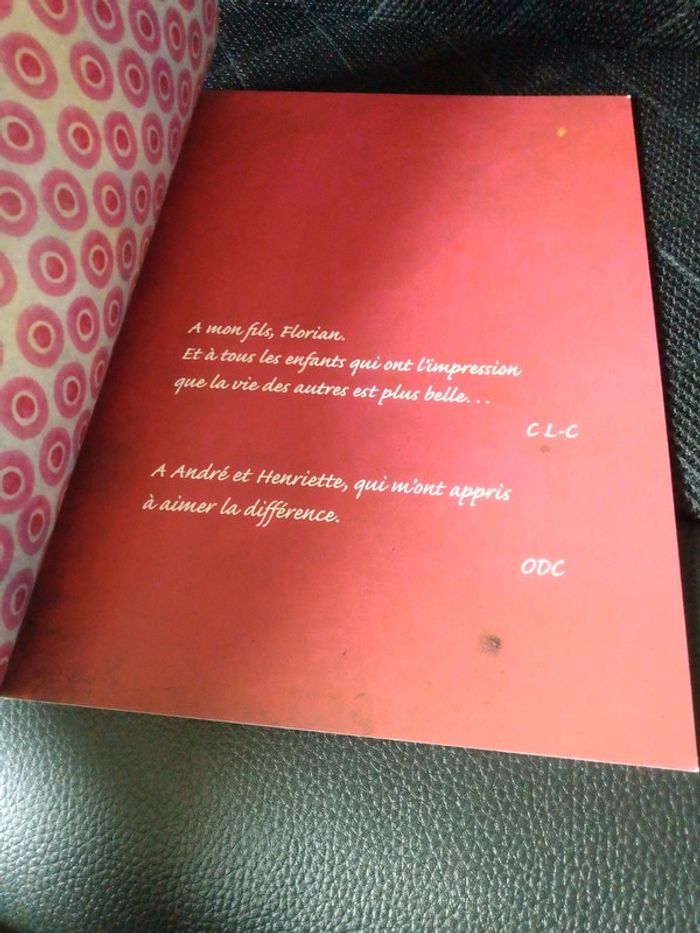 A mon fils, Florian.
Et à tous les enfants qui ont l'impression
que la vie des autres est plus belle...
C L-C
A André et Henriette, qui m'ont appris
à aimer la différence.
ODC